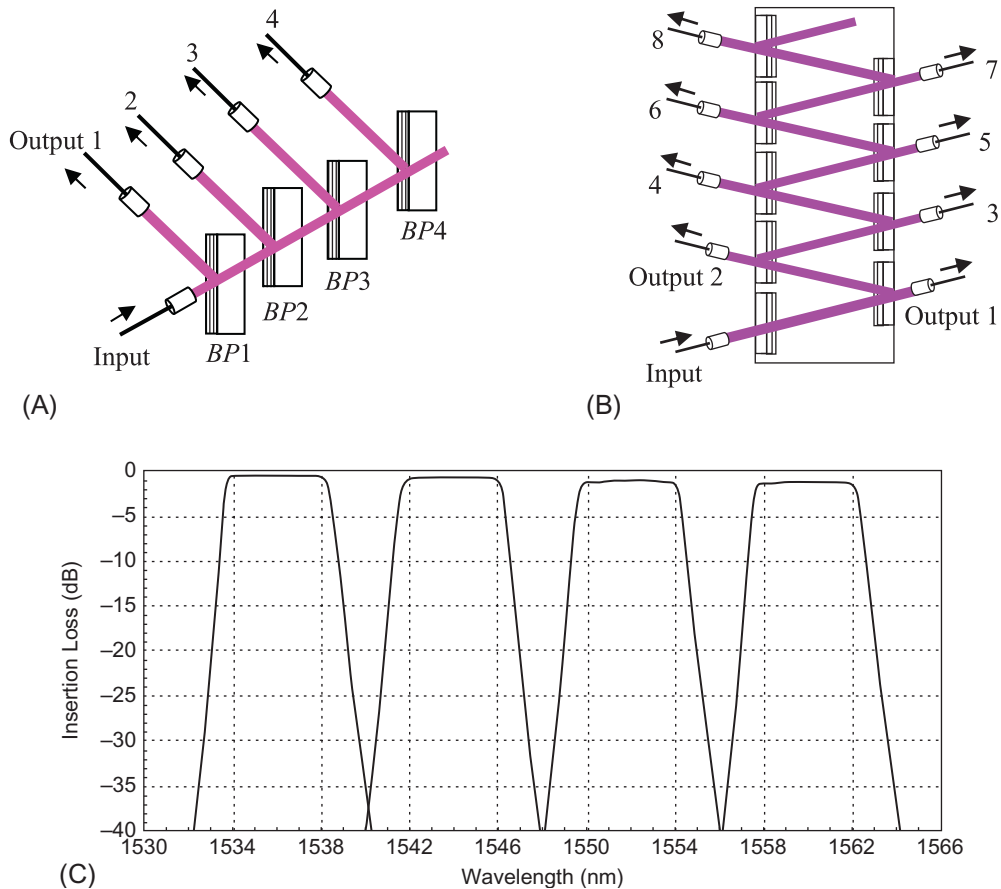 4
3
2
Output 1
Input
BP1
BP2
BP3
BP4
(A)
8
7
6
5
4
3
Output 2
Output 1
Input
(B)
Insertion Loss (dB)
0
–5
–10
–15
–20
–25
–30
–35
–40
1530 1534 1538 1542 1546 1550 1554 1558 1562 1566
Wavelength (nm)
(C)